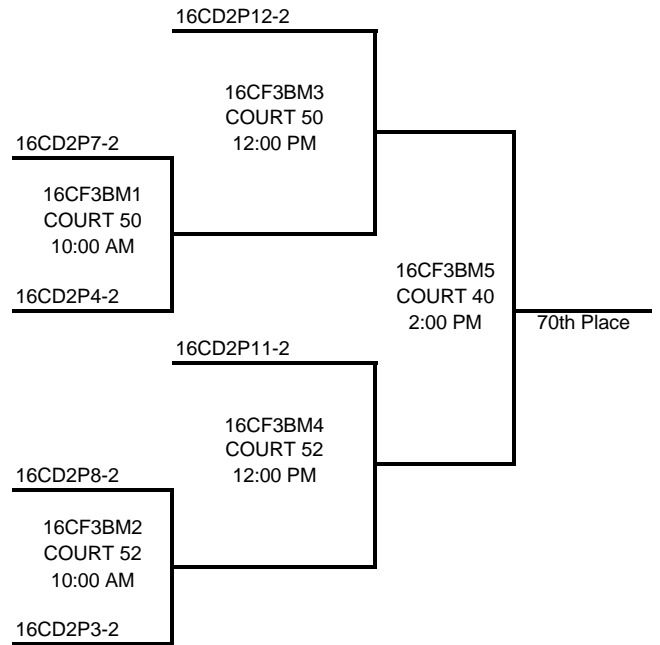 16CD2P12-2
16CF3BM3
COURT 50
12:00 PM
16CD2P7-2
16CF3BM1
COURT 50
10:00 AM
16CD2P4-2
16CF3BM5
COURT 40
2:00 PM
70th Place
16CD2P11-2
16CF3BM4
COURT 52
12:00 PM
16CD2P8-2
16CF3BM2
COURT 52
10:00 AM
16CD2P3-2